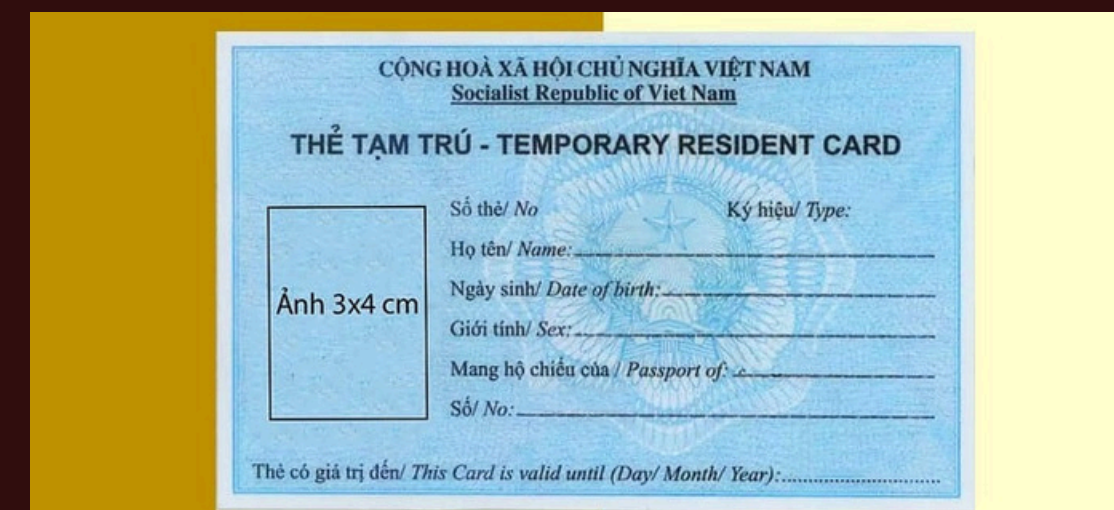 CỘNG HOÀ XÃ HỘI CHỦ NGHĨA VIỆT NAM
Socialist Republic of Viet Nam
THẺ TẠM TRÚ - TEMPORARY RESIDENT CARD
Số thẻ/ No Ký hiệu/ Type:
Họ tên/ Name:
Ngày sinh/ Date of birth:
Ảnh 3x4 cm
Giới tính/ Sex:
Mang hộ chiếu của / Passport of:
Số/ No:
Thẻ có giá trị đến/ This Card is valid until (Day/ Month/ Year):